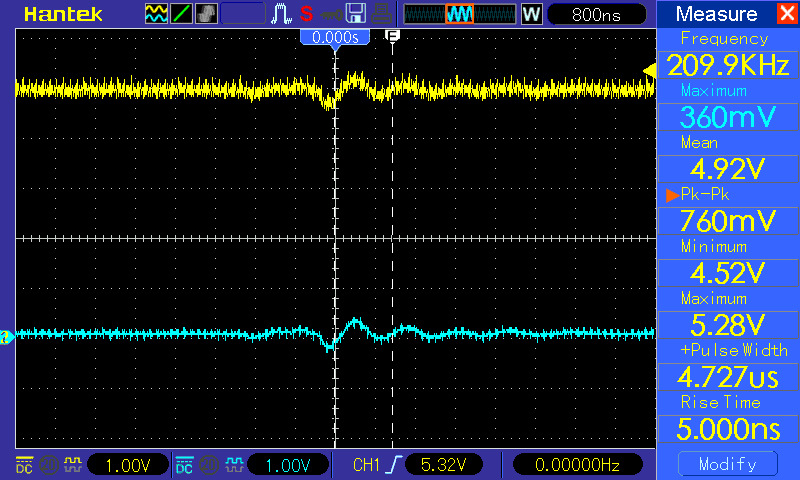 Hantek S W 800ns Measure X
0.000s F
Frequency
209.9KHz
Maximum
360mV
Mean
4.92V
Pk-Pk
760mV
Minimum
4.52V
Maximum
5.28V
+Pulse Width
4.727us
Rise Time
5.000ns
DC 1.00V DC 1.00V CH1 5.32V 0.00000Hz Modify